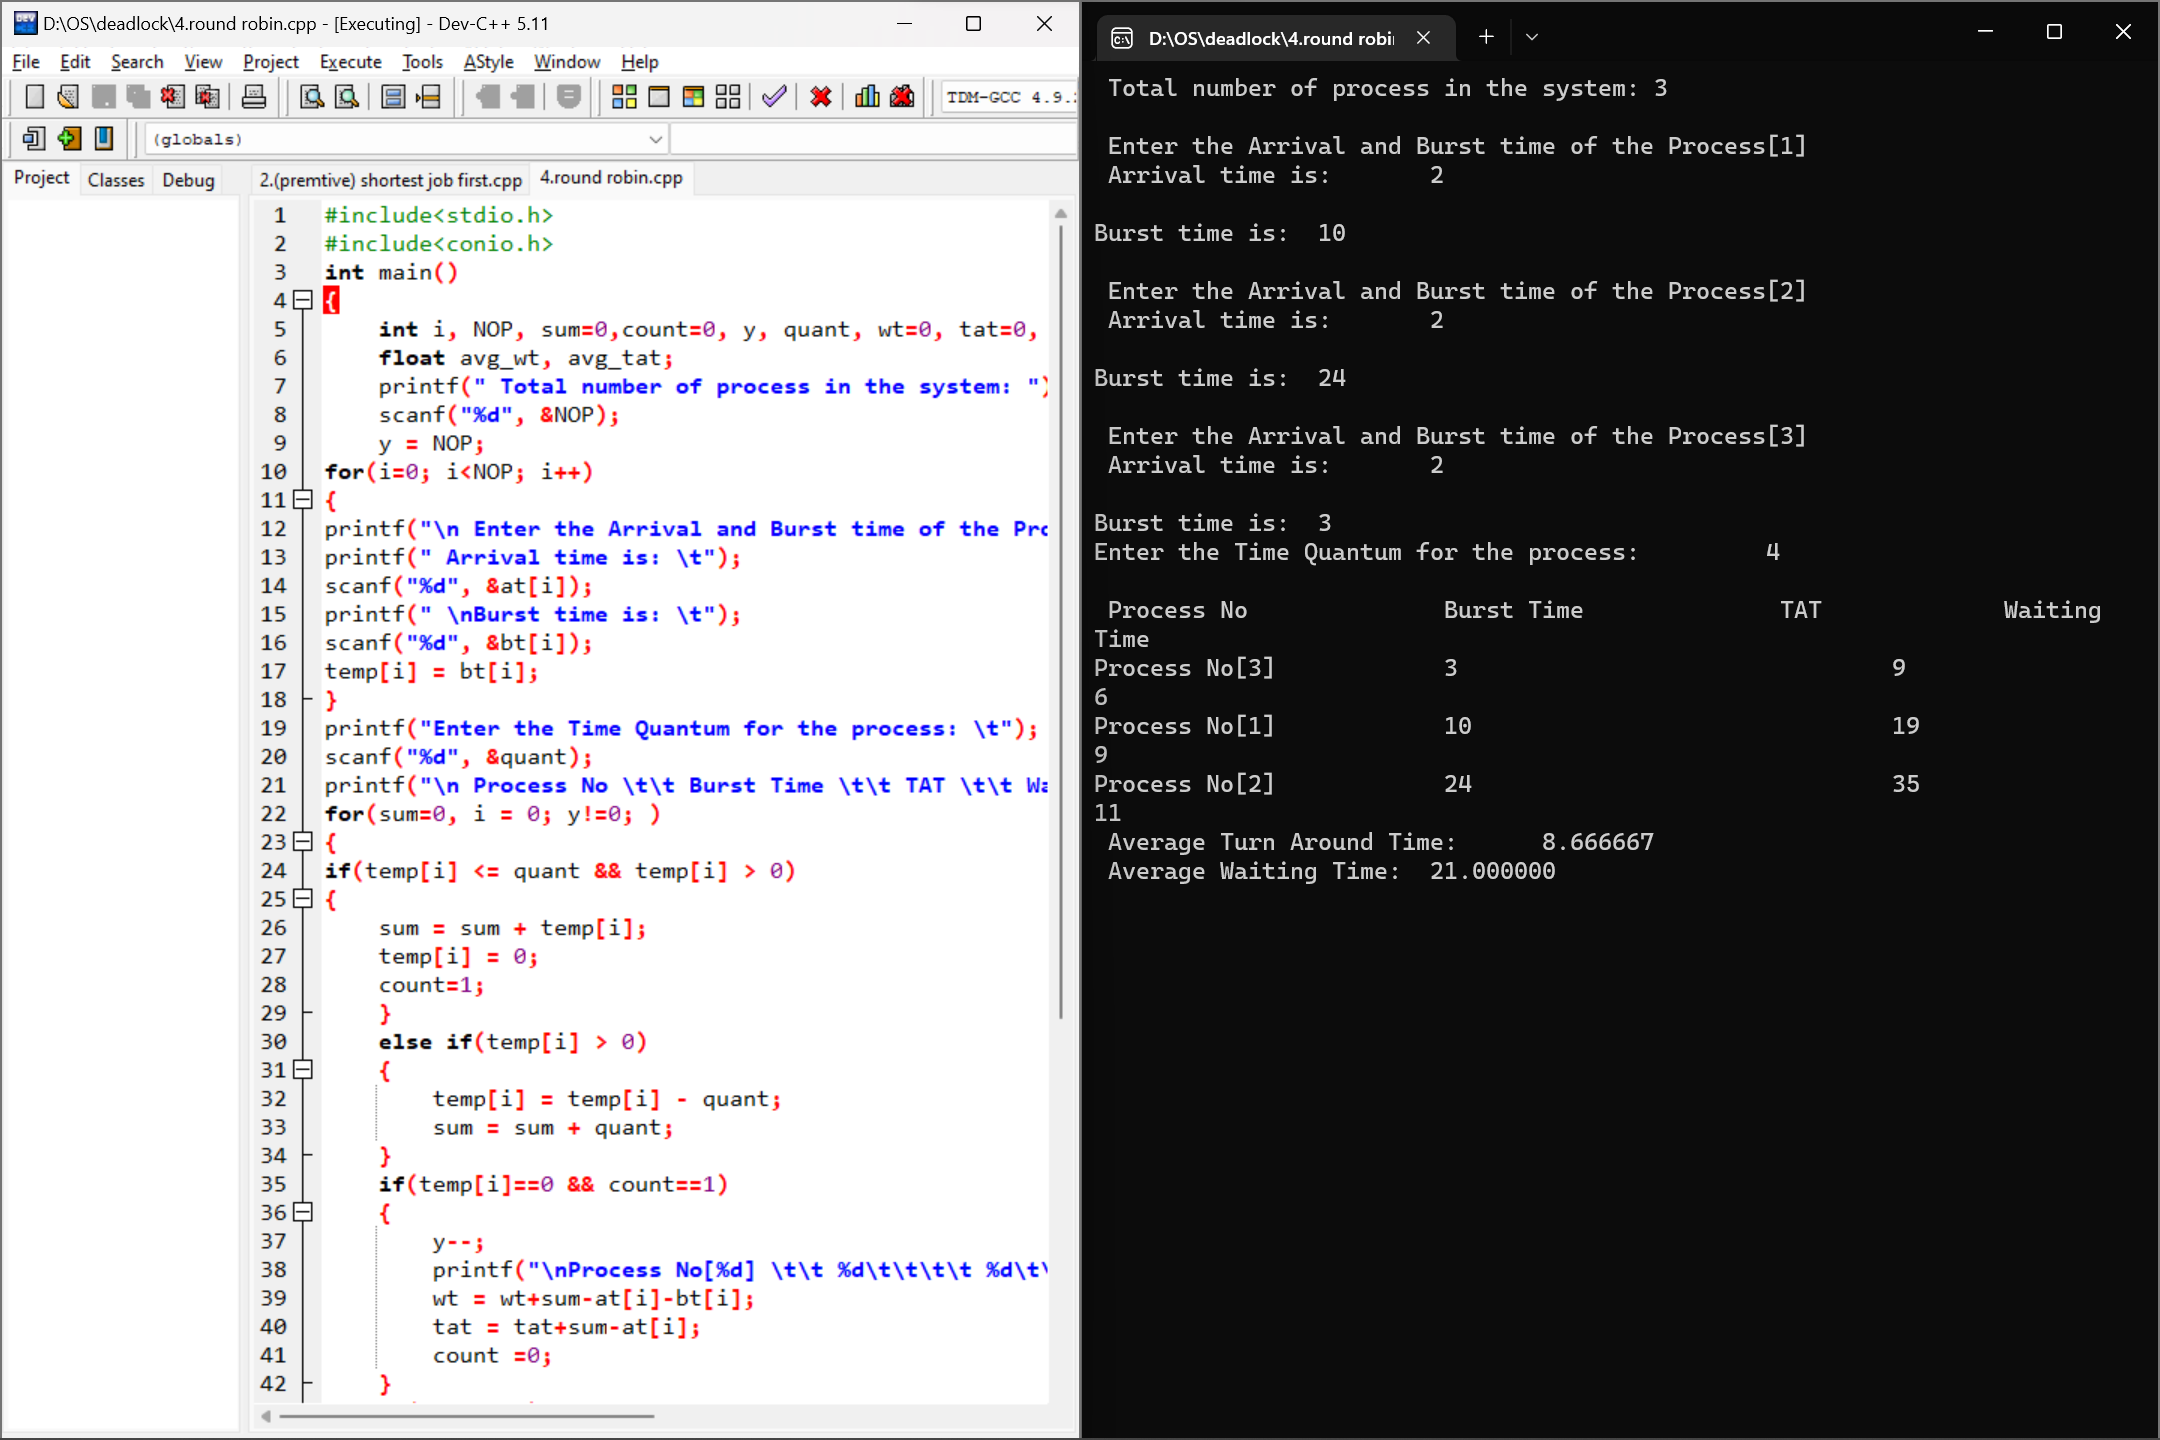 D:\OS\deadlock\4.round robin.cpp - [Executing] - Dev-C++ 5.11
File Edit Search View Project Execute Tools AStyle Window Help
TDM-GCC 4.9.
(globals)
Project Classes Debug
2.(premtive) shortest job first.cpp 4.round robin.cpp
1 #include<stdio.h>
2 #include<conio.h>
3 int main()
4 {
5 int i, NOP, sum=0,count=0, y, quant, wt=0, tat=0,
6 float avg_wt, avg_tat;
7 printf(" Total number of process in the system: ")
8 scanf("%d", &NOP);
9 y = NOP;
10 for(i=0; i<NOP; i++)
11 {
12 printf("\n Enter the Arrival and Burst time of the Pro
13 printf(" Arrival time is: \t");
14 scanf("%d", &at[i]);
15 printf(" \nBurst time is: \t");
16 scanf("%d", &bt[i]);
17 temp[i] = bt[i];
18 }
19 printf("Enter the Time Quantum for the process: \t");
20 scanf("%d", &quant);
21 printf("\n Process No \t\t Burst Time \t\t TAT \t\t Wa
22 for(sum=0, i = 0; y!=0; )
23 {
24 if(temp[i] <= quant && temp[i] > 0)
25 {
26 sum = sum + temp[i];
27 temp[i] = 0;
28 count=1;
29 }
30 else if(temp[i] > 0)
31 {
32 temp[i] = temp[i] - quant;
33 sum = sum + quant;
34 }
35 if(temp[i]==0 && count==1)
36 {
37 y--;
38 printf("\nProcess No[%d] \t\t %d\t\t\t\t %d\t\
39 wt = wt+sum-at[i]-bt[i];
40 tat = tat+sum-at[i];
41 count =0;
42 }
D:\OS\deadlock\4.round robi
Total number of process in the system: 3
Enter the Arrival and Burst time of the Process[1]
Arrival time is: 2
Burst time is: 10
Enter the Arrival and Burst time of the Process[2]
Arrival time is: 2
Burst time is: 24
Enter the Arrival and Burst time of the Process[3]
Arrival time is: 2
Burst time is: 3
Enter the Time Quantum for the process: 4
Process No Burst Time TAT Waiting
Time
Process No[3] 3 9
6
Process No[1] 10 19
9
Process No[2] 24 35
11
Average Turn Around Time: 8.666667
Average Waiting Time: 21.000000